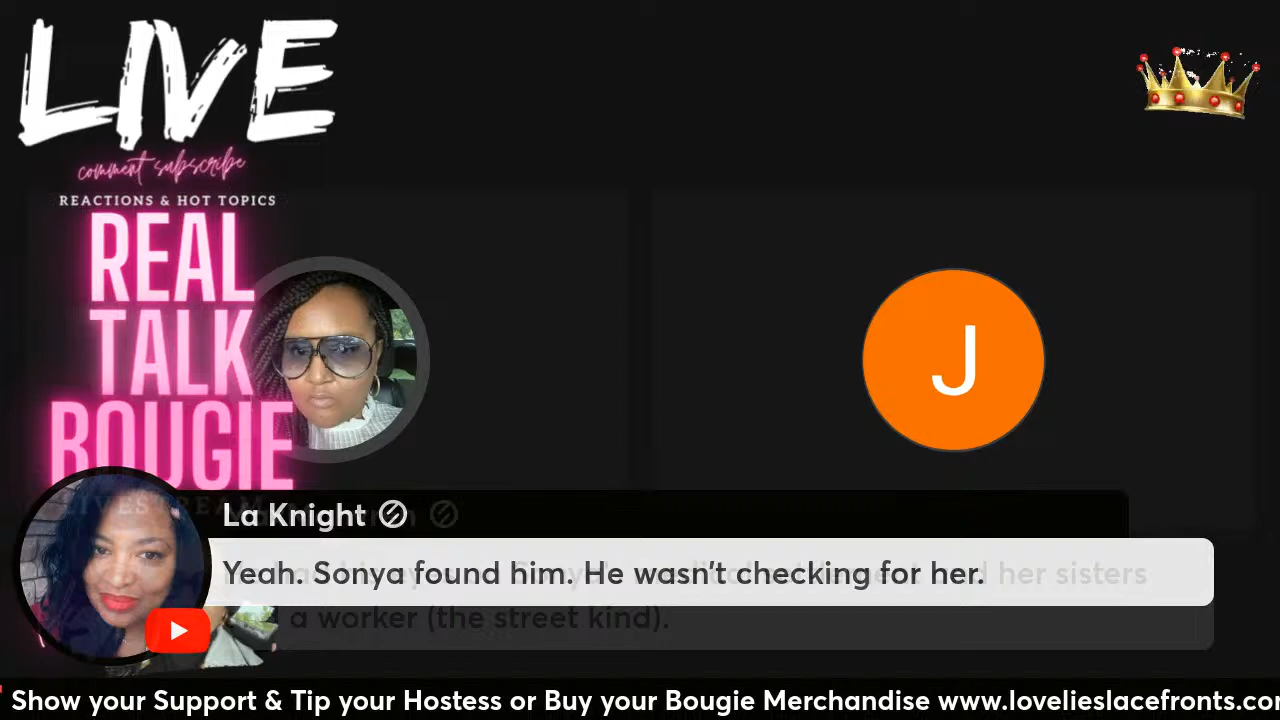 LIVE
comment subscribe
REACTIONS & HOT TOPICS
REAL
TALK
BOUGIE
LIVESTREAM
J
La Knight
Yeah. Sonya found him. He wasn't checking for her.
her sisters
a worker (the street kind).
Show your Support & Tip your Hostess or Buy your Bougie Merchandise www.lovelieslacefronts.co